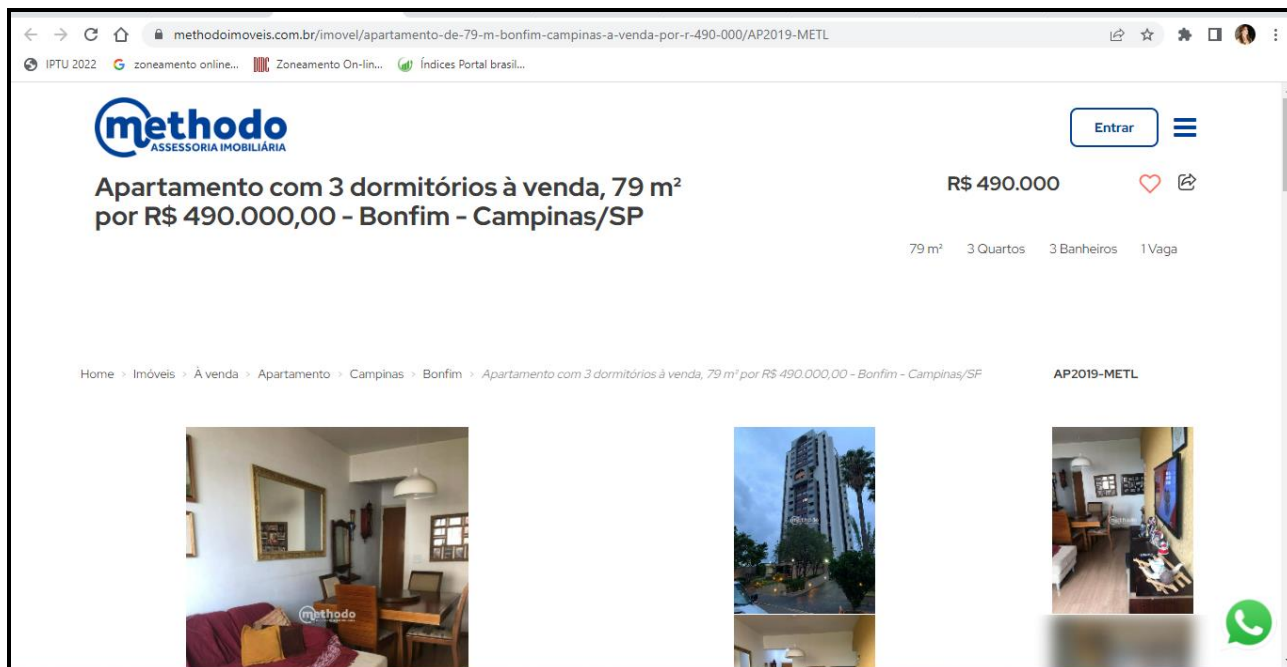 methodoimoveis.com.br/imovel/apartamento-de-79-m-bonfim-campinas-a-venda-por-r-490-000/AP2019-METL
IPTU 2022 zoneamento online... Zoneamento On-lin... Índices Portal brasil...
methodo
ASSESSORIA IMOBILIÁRIA
Entrar
Apartamento com 3 dormitórios à venda, 79 m²
por R$ 490.000,00 - Bonfim - Campinas/SP
R$ 490.000
79 m² 3 Quartos 3 Banheiros 1 Vaga
Home > Imóveis > À venda > Apartamento > Campinas > Bonfim > Apartamento com 3 dormitórios à venda, 79 m² por R$ 490.000,00 - Bonfim - Campinas/SP
AP2019-METL
methodo
methodo
methodo